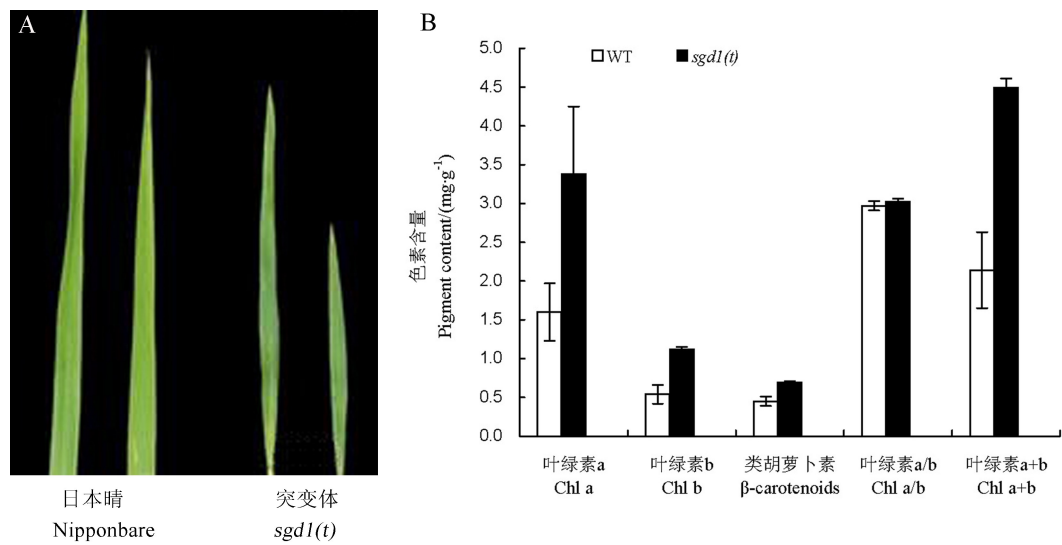 A
日本晴
Nipponbare
突变体
sgd1(t)
B
WT
sgd1(t)
色素含量
Pigment content/(mg·g⁻¹)
5.0
4.5
4.0
3.5
3.0
2.5
2.0
1.5
1.0
0.5
0.0
叶绿素a
Chl a
叶绿素b
Chl b
类胡萝卜素
β-carotenoids
叶绿素a/b
Chl a/b
叶绿素a+b
Chl a+b